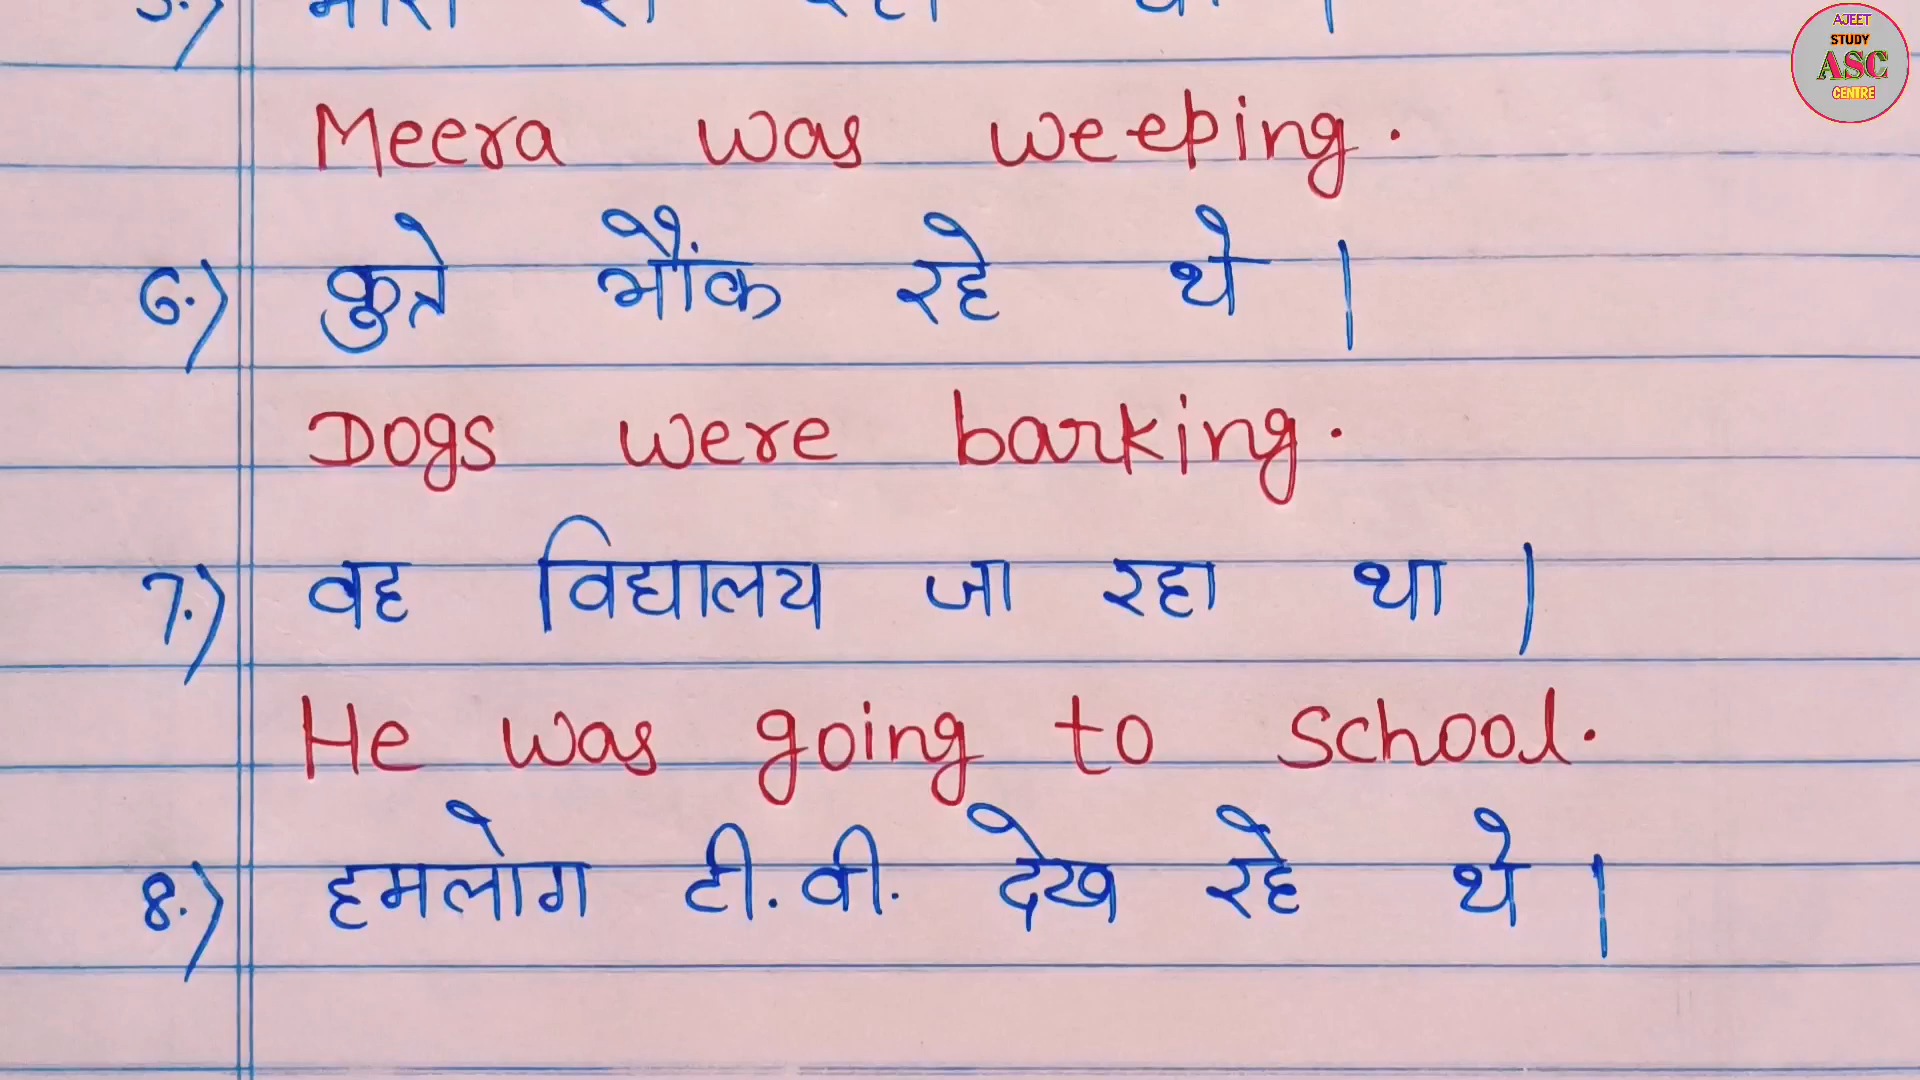 Meera was weeping.
6.) कुत्ते भौंक रहे थे |
Dogs were barking.
7.) वह विद्यालय जा रहा था |
He was going to school.
8.) हमलोग टी.वी. देख रहे थे |
AJEET
STUDY
ASC
CENTRE